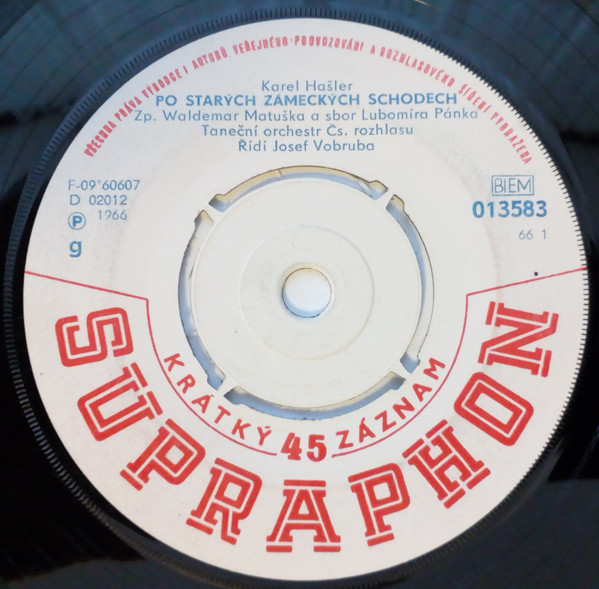 VŠECHNA PRÁVA VÝROBCE I AUTORŮ, VEŘEJNÉHO PROVOZOVÁNÍ A ROZHLASOVÉHO ŠÍŘENÍ VYHRAŽENA
Karel Hašler
PO STARÝCH ZÁMECKÝCH SCHODECH
Zp. Waldemar Matuška a sbor Lubomíra Pánka
Taneční orchestr Čs. rozhlasu
Řídí Josef Vobruba
F-09*60607
D 02012
Ⓟ 1966
g
BIEM
013583
66 1
KRÁTKÝ 45 ZÁZNAM
SUPRAPHON